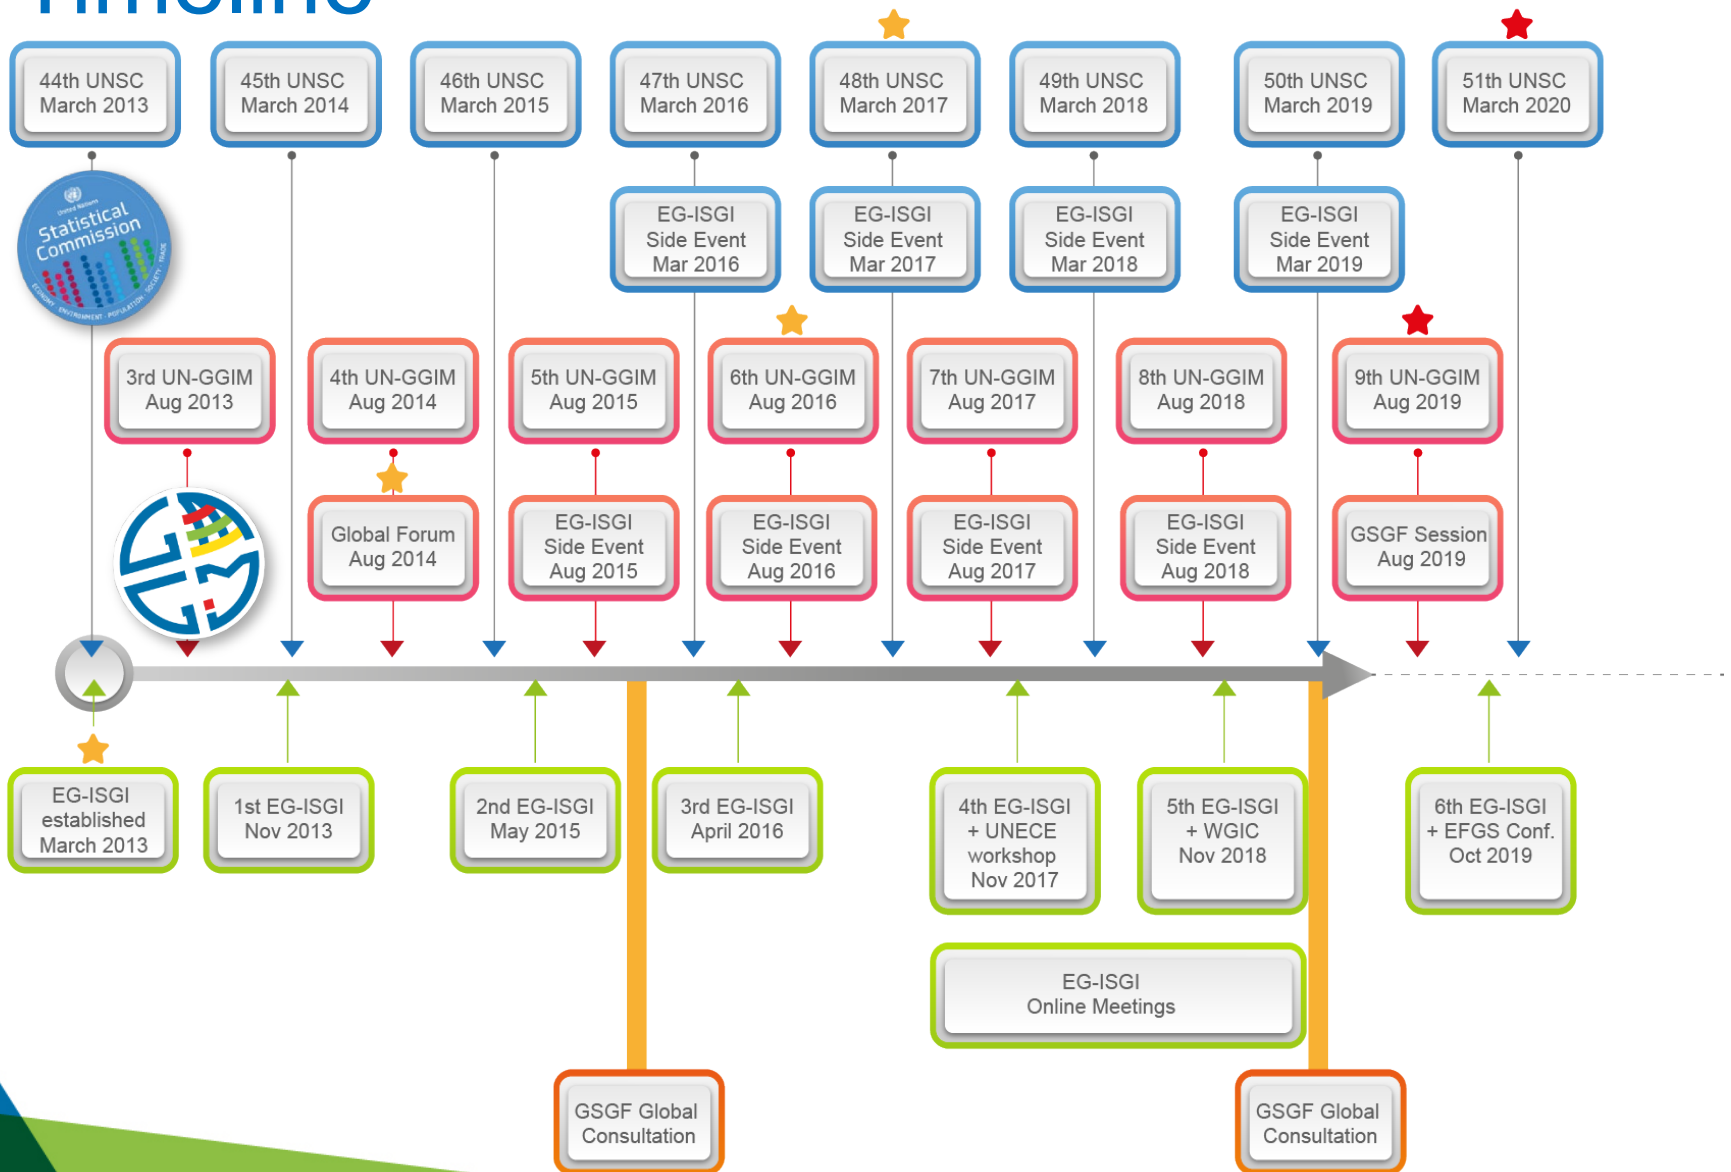 Timeline
44th UNSC
March 2013
45th UNSC
March 2014
46th UNSC
March 2015
47th UNSC
March 2016
48th UNSC
March 2017
49th UNSC
March 2018
50th UNSC
March 2019
51th UNSC
March 2020
United Nations
Statistical
Commission
ECONOMY · ENVIRONMENT · POPULATION · SOCIETY · TRADE
EG-ISGI
Side Event
Mar 2016
EG-ISGI
Side Event
Mar 2017
EG-ISGI
Side Event
Mar 2018
EG-ISGI
Side Event
Mar 2019
3rd UN-GGIM
Aug 2013
4th UN-GGIM
Aug 2014
5th UN-GGIM
Aug 2015
6th UN-GGIM
Aug 2016
7th UN-GGIM
Aug 2017
8th UN-GGIM
Aug 2018
9th UN-GGIM
Aug 2019
Global Forum
Aug 2014
EG-ISGI
Side Event
Aug 2015
EG-ISGI
Side Event
Aug 2016
EG-ISGI
Side Event
Aug 2017
EG-ISGI
Side Event
Aug 2018
GSGF Session
Aug 2019
EG-ISGI
established
March 2013
1st EG-ISGI
Nov 2013
2nd EG-ISGI
May 2015
3rd EG-ISGI
April 2016
4th EG-ISGI
+ UNECE
workshop
Nov 2017
5th EG-ISGI
+ WGIC
Nov 2018
6th EG-ISGI
+ EFGS Conf.
Oct 2019
EG-ISGI
Online Meetings
GSGF Global
Consultation
GSGF Global
Consultation